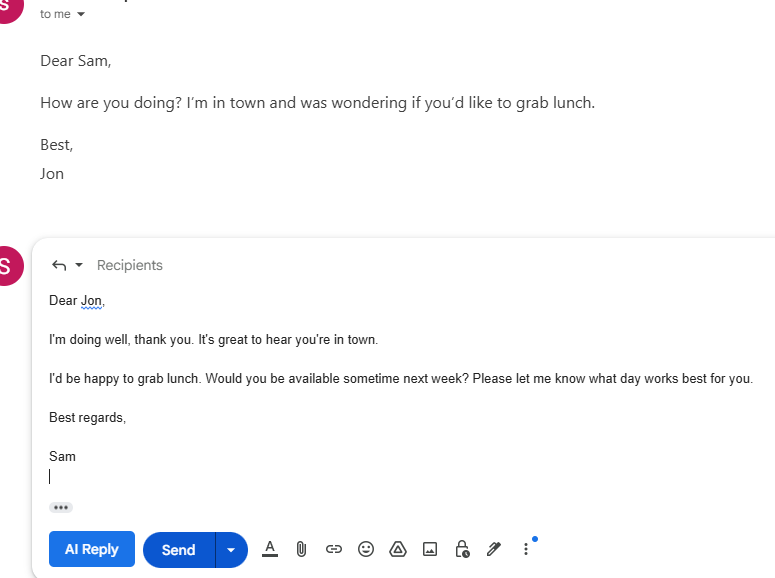 S
to me
Dear Sam,
How are you doing? I’m in town and was wondering if you’d like to grab lunch.
Best,
Jon
S
Recipients
Dear Jon,
I'm doing well, thank you. It's great to hear you're in town.
I'd be happy to grab lunch. Would you be available sometime next week? Please let me know what day works best for you.
Best regards,
Sam
AI Reply Send A